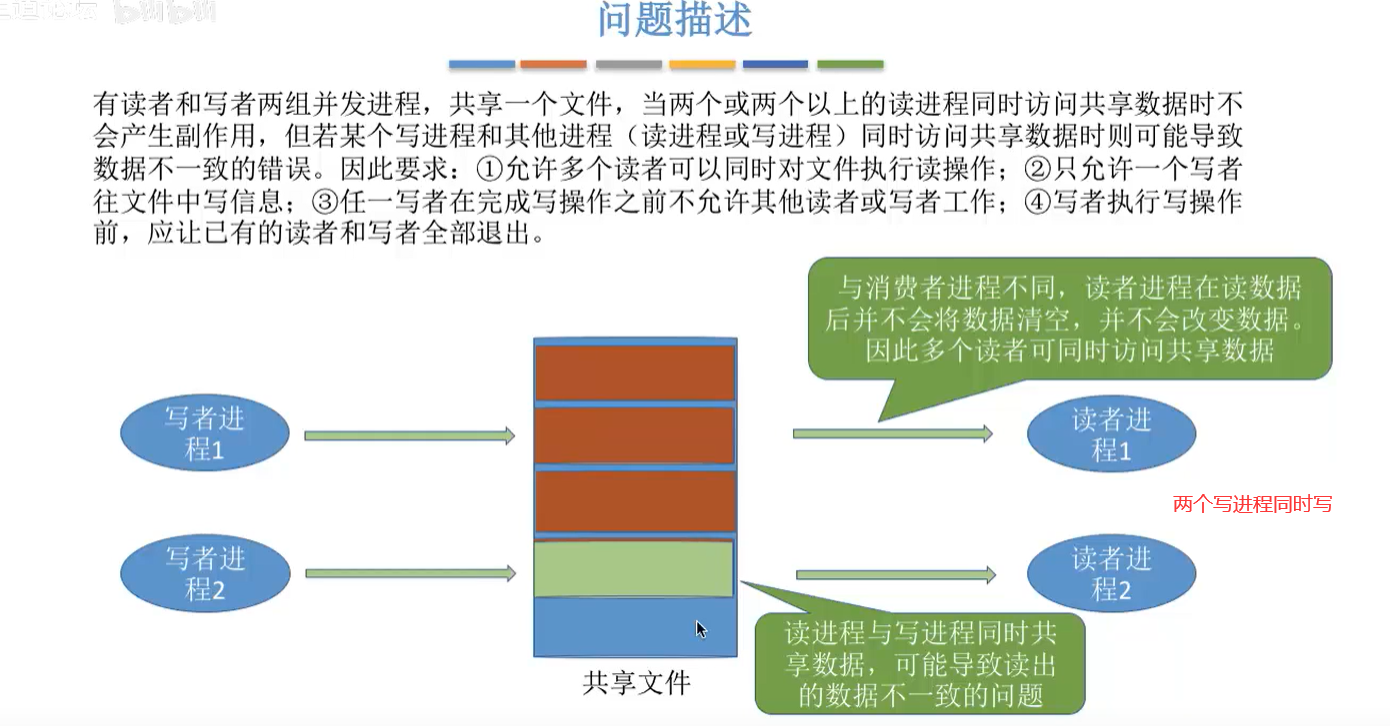 问题描述
有读者和写者两组并发进程，共享一个文件，当两个或两个以上的读进程同时访问共享数据时不
会产生副作用，但若某个写进程和其他进程（读进程或写进程）同时访问共享数据时则可能导致
数据不一致的错误。因此要求：①允许多个读者可以同时对文件执行读操作；②只允许一个写者
往文件中写信息；③任一写者在完成写操作之前不允许其他读者或写者工作；④写者执行写操作
前，应让已有的读者和写者全部退出。
与消费者进程不同，读者进程在读数据
后并不会将数据清空，并不会改变数据。
因此多个读者可同时访问共享数据
写者进
程1
读者进
程1
两个写进程同时写
写者进
程2
读者进
程2
读进程与写进程同时共
享数据，可能导致读出
的数据不一致的问题
共享文件